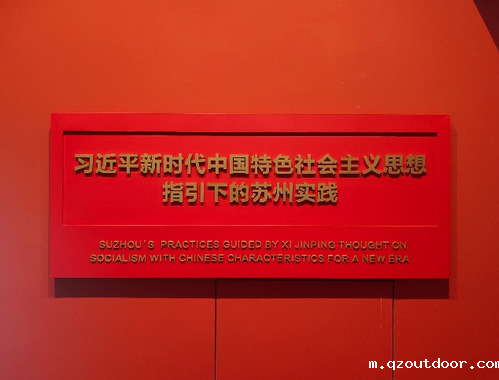 习近平新时代中国特色社会主义思想
指引下的苏州实践
SUZHOU'S PRACTICES GUIDED BY XI JINPING THOUGHT ON
SOCIALISM WITH CHINESE CHARACTERISTICS FOR A NEW ERA
m.qzoutdoor.com